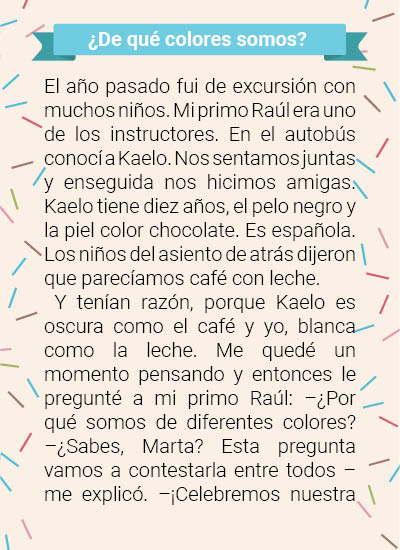 ¿De qué colores somos?
El año pasado fui de excursión con
muchos niños. Mi primo Raúl era uno
de los instructores. En el autobús
conocí a Kaelo. Nos sentamos juntas
y enseguida nos hicimos amigas.
Kaelo tiene diez años, el pelo negro y
la piel color chocolate. Es española.
Los niños del asiento de atrás dijeron
que parecíamos café con leche.
Y tenían razón, porque Kaelo es
oscura como el café y yo, blanca
como la leche. Me quedé un
momento pensando y entonces le
pregunté a mi primo Raúl: –¿Por
qué somos de diferentes colores?
–¿Sabes, Marta? Esta pregunta
vamos a contestarla entre todos –
me explicó. –¡Celebremos nuestra